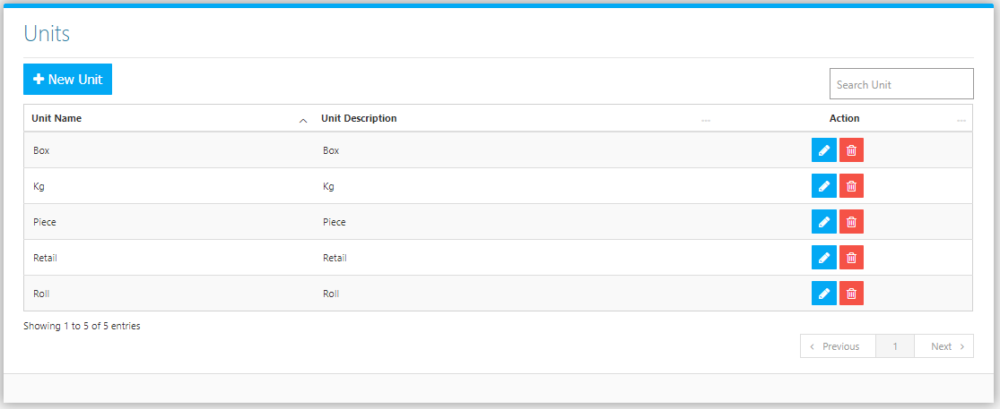 Units
New Unit
Search Unit
Unit Name Unit Description ... Action ...
Box Box
Kg Kg
Piece Piece
Retail Retail
Roll Roll
Showing 1 to 5 of 5 entries
Previous 1 Next